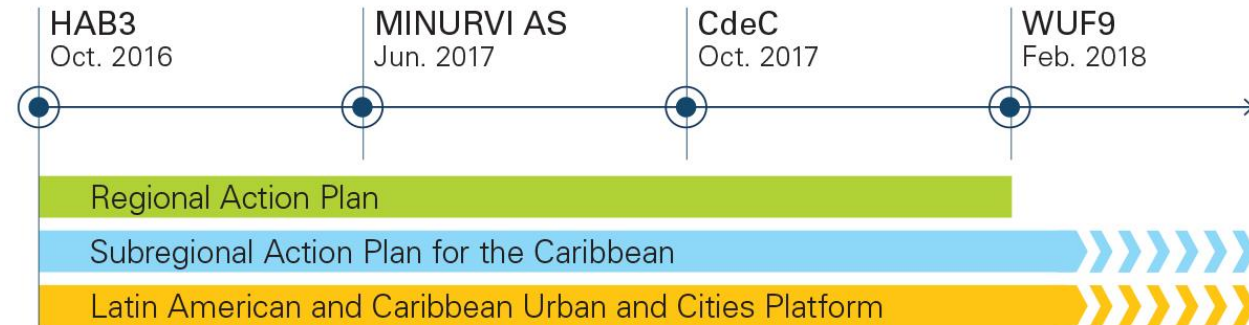 HAB3
Oct. 2016
MINURVI AS
Jun. 2017
CdeC
Oct. 2017
WUF9
Feb. 2018
Regional Action Plan
Subregional Action Plan for the Caribbean
Latin American and Caribbean Urban and Cities Platform